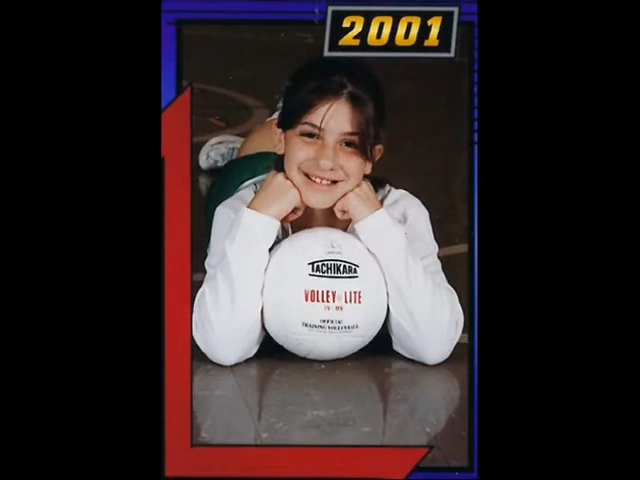 2001
TACHIKARA
VOLLEY LITE
OFFICIAL
TRAINING VOLLEYBALL